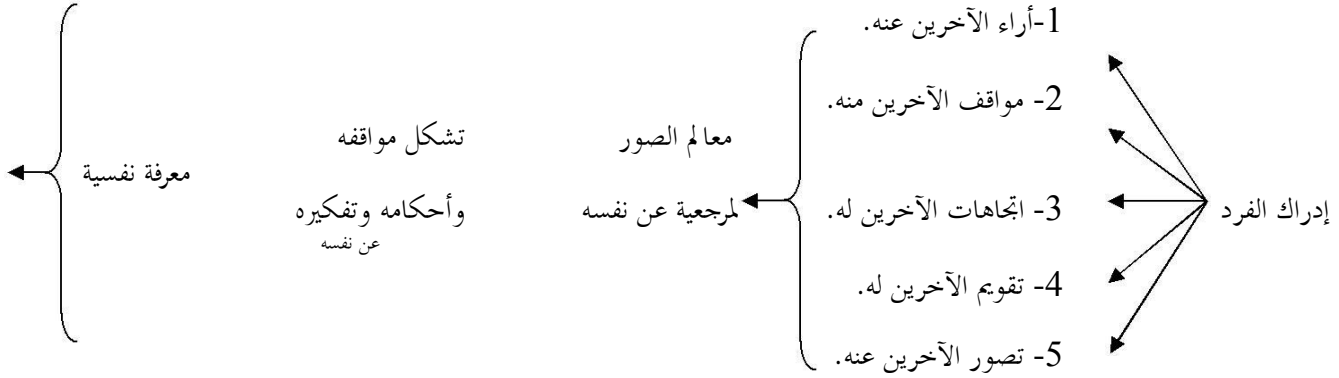 إدراك الفرد
1-أراء الآخرين عنه.
2- مواقف الآخرين منه.
3- اتجاهات الآخرين له.
4- تقويم الآخرين له.
5- تصور الآخرين عنه.
معالم الصور
لمرجعية عن نفسه
تشكل مواقفه
وأحكامه وتفكيره
عن نفسه
معرفة نفسية